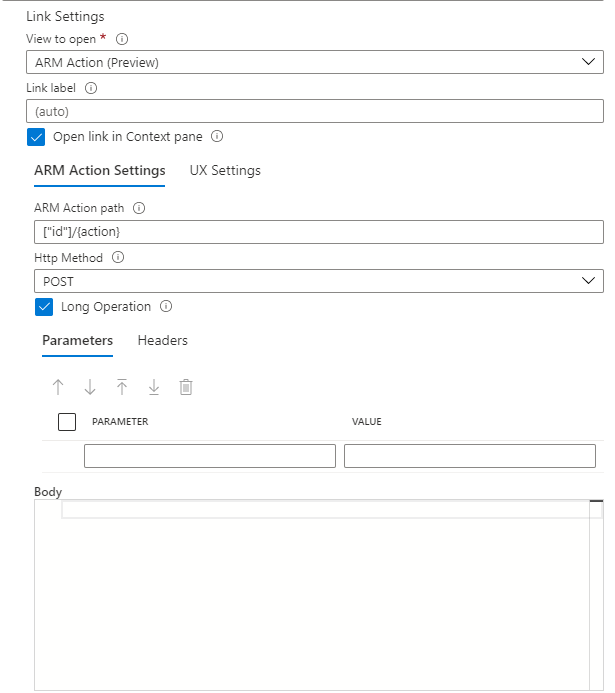 Link Settings
View to open *
ARM Action (Preview)
Link label
(auto)
Open link in Context pane
ARM Action Settings UX Settings
ARM Action path
["id"]/{action}
Http Method
POST
Long Operation
Parameters Headers
PARAMETER VALUE
Body